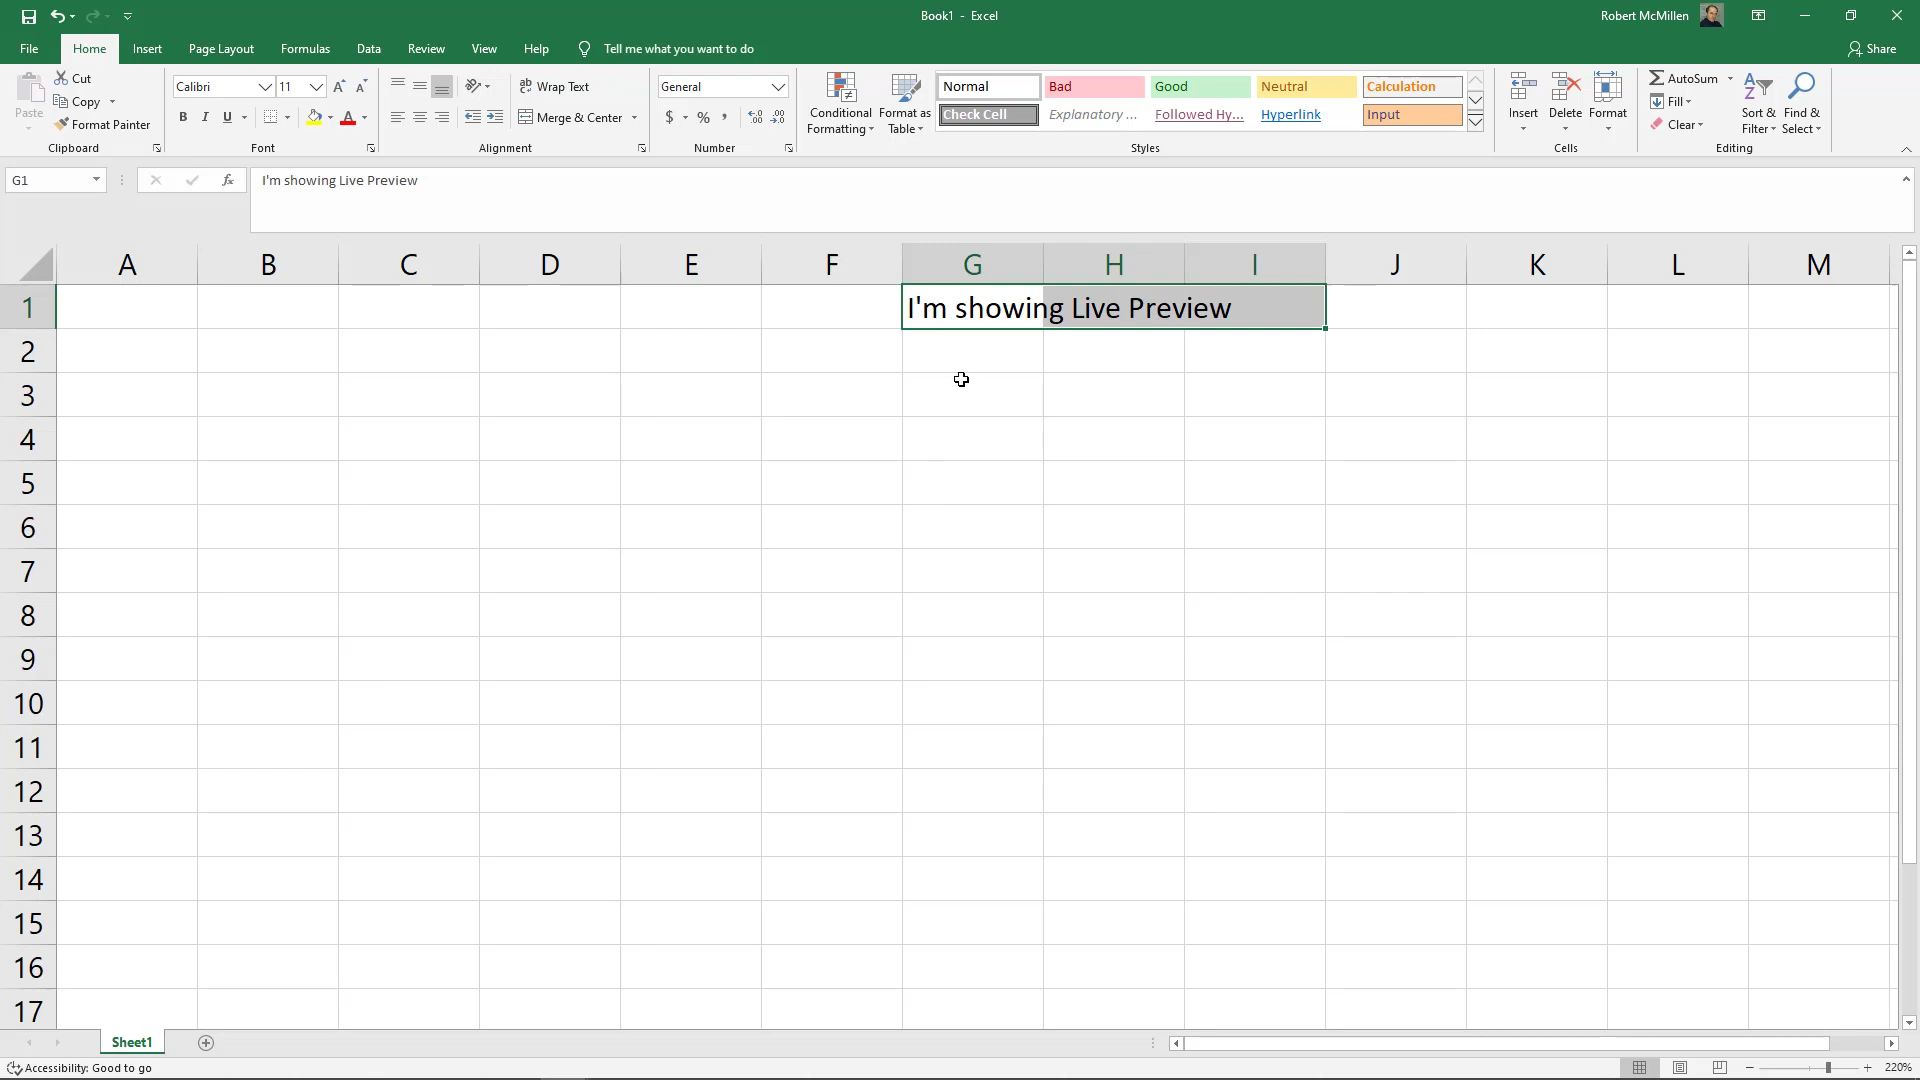 Book1 - Excel
Robert McMillen
File Home Insert Page Layout Formulas Data Review View Help Tell me what you want to do Share
Paste
Cut
Copy
Format Painter
Clipboard
Calibri 11 A A
B I U A
Font
ab Wrap Text
Merge & Center
Alignment
General
$ % , .00 .00
Number
Conditional Formatting
Format as Table
Normal Bad Good Neutral Calculation
Check Cell Explanatory ... Followed Hy... Hyperlink Input
Styles
Insert Delete Format
Cells
AutoSum
Fill
Clear
Sort & Filter
Find & Select
Editing
G1 fx I'm showing Live Preview
A B C D E F G H I J K L M
1 I'm showing Live Preview
2
3
4
5
6
7
8
9
10
11
12
13
14
15
16
17
Sheet1
Accessibility: Good to go 220%